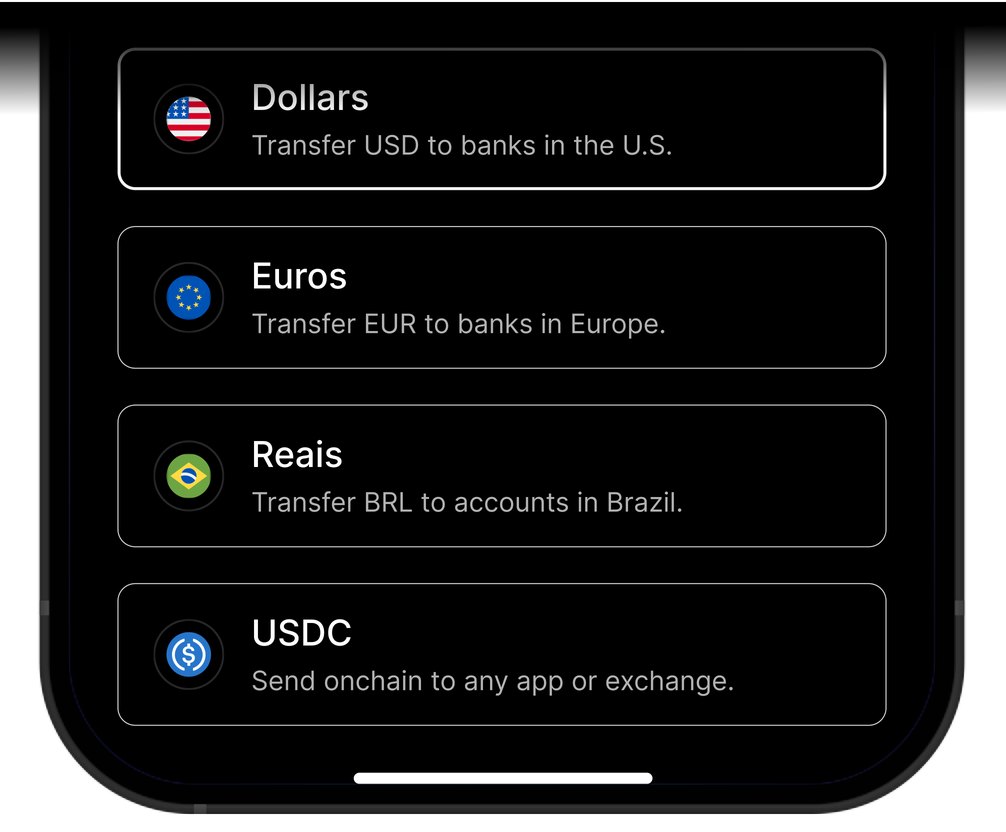 Dollars
Transfer USD to banks in the U.S.
Euros
Transfer EUR to banks in Europe.
Reais
Transfer BRL to accounts in Brazil.
USDC
Send onchain to any app or exchange.